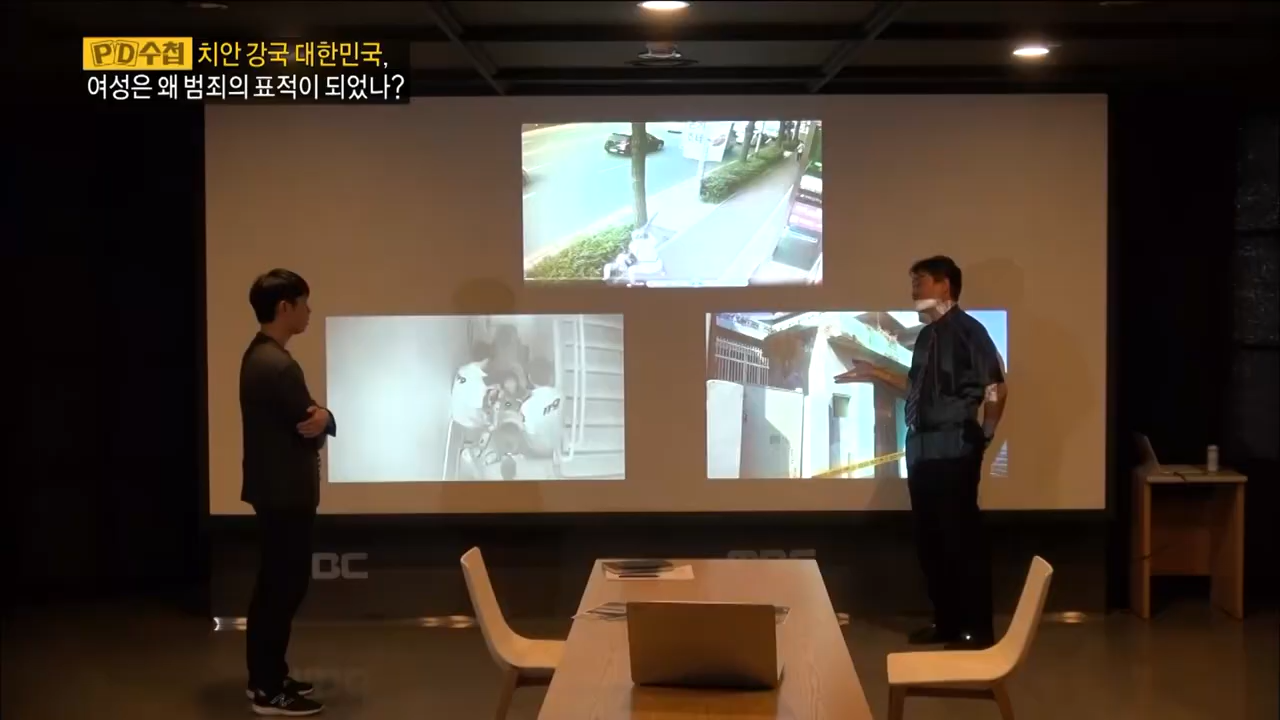 PD수첩 치안 강국 대한민국,
여성은 왜 범죄의 표적이 되었나?
BC